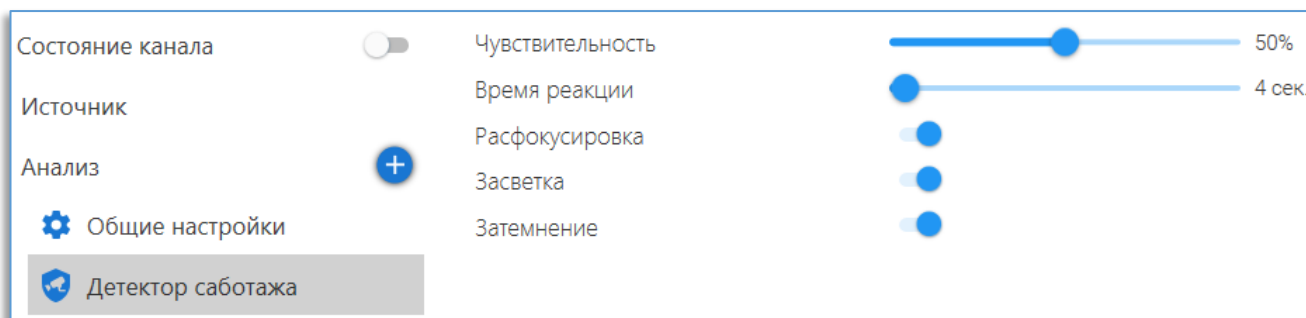 Состояние канала
Источник
Анализ
Общие настройки
Детектор саботажа
Чувствительность 50%
Время реакции 4 сек.
Расфокусировка
Засветка
Затемнение